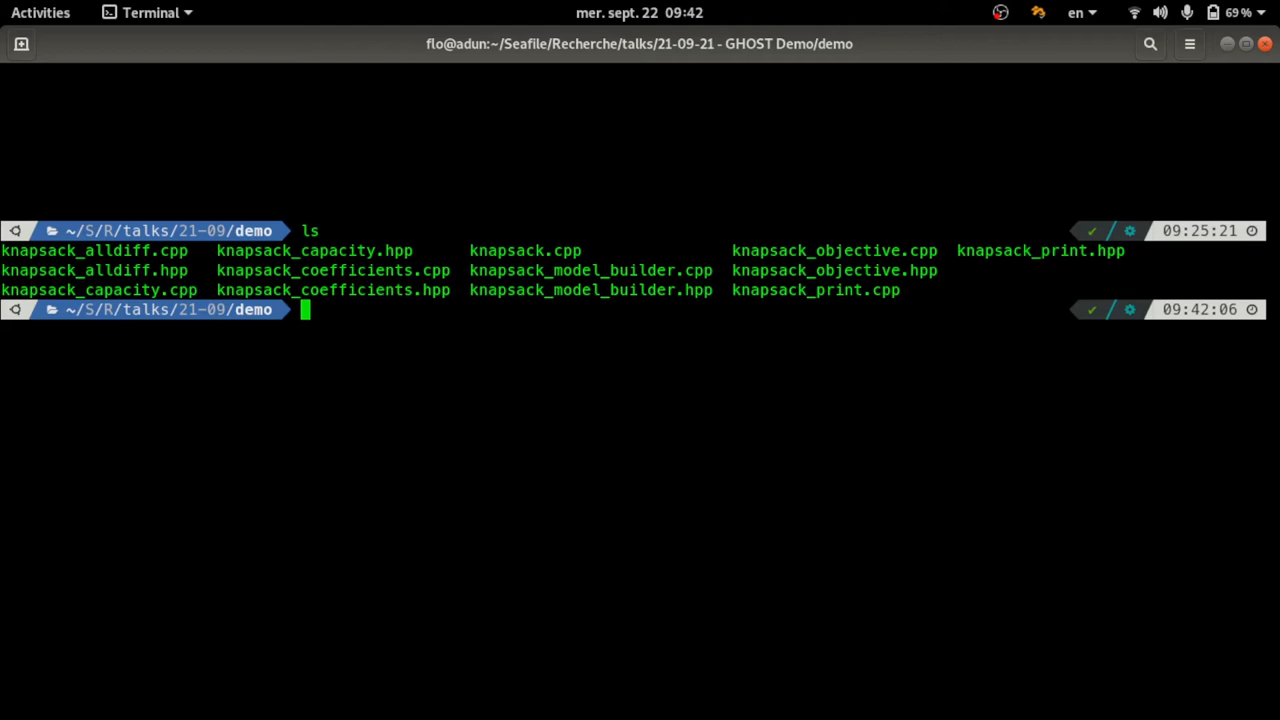 Activities Terminal mer. sept. 22 09:42 en 69 %
flo@adun:~/Seafile/Recherche/talks/21-09-21 - GHOST Demo/demo
~/S/R/talks/21-09/demo ls 09:25:21
knapsack_alldiff.cpp knapsack_capacity.hpp knapsack.cpp knapsack_objective.cpp knapsack_print.hpp
knapsack_alldiff.hpp knapsack_coefficients.cpp knapsack_model_builder.cpp knapsack_objective.hpp
knapsack_capacity.cpp knapsack_coefficients.hpp knapsack_model_builder.hpp knapsack_print.cpp
~/S/R/talks/21-09/demo 09:42:06